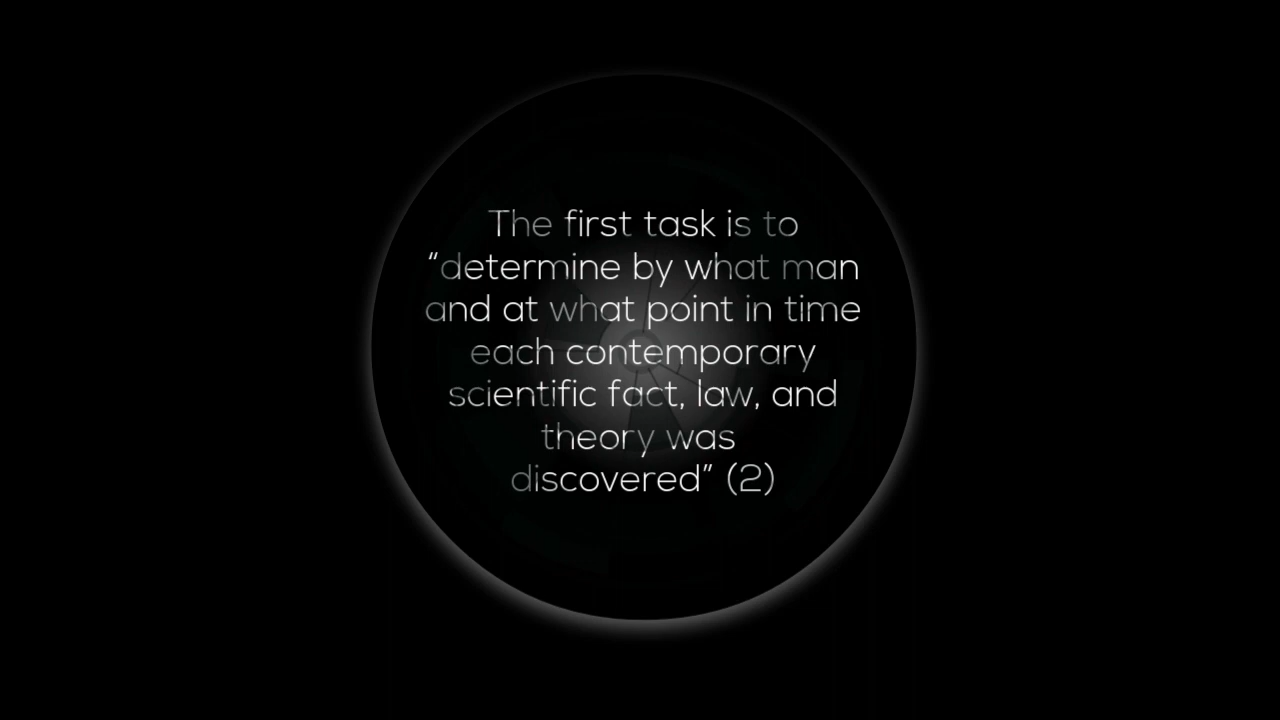 The first task is to
“determine by what man
and at what point in time
each contemporary
scientific fact, law, and
theory was
discovered” (2)